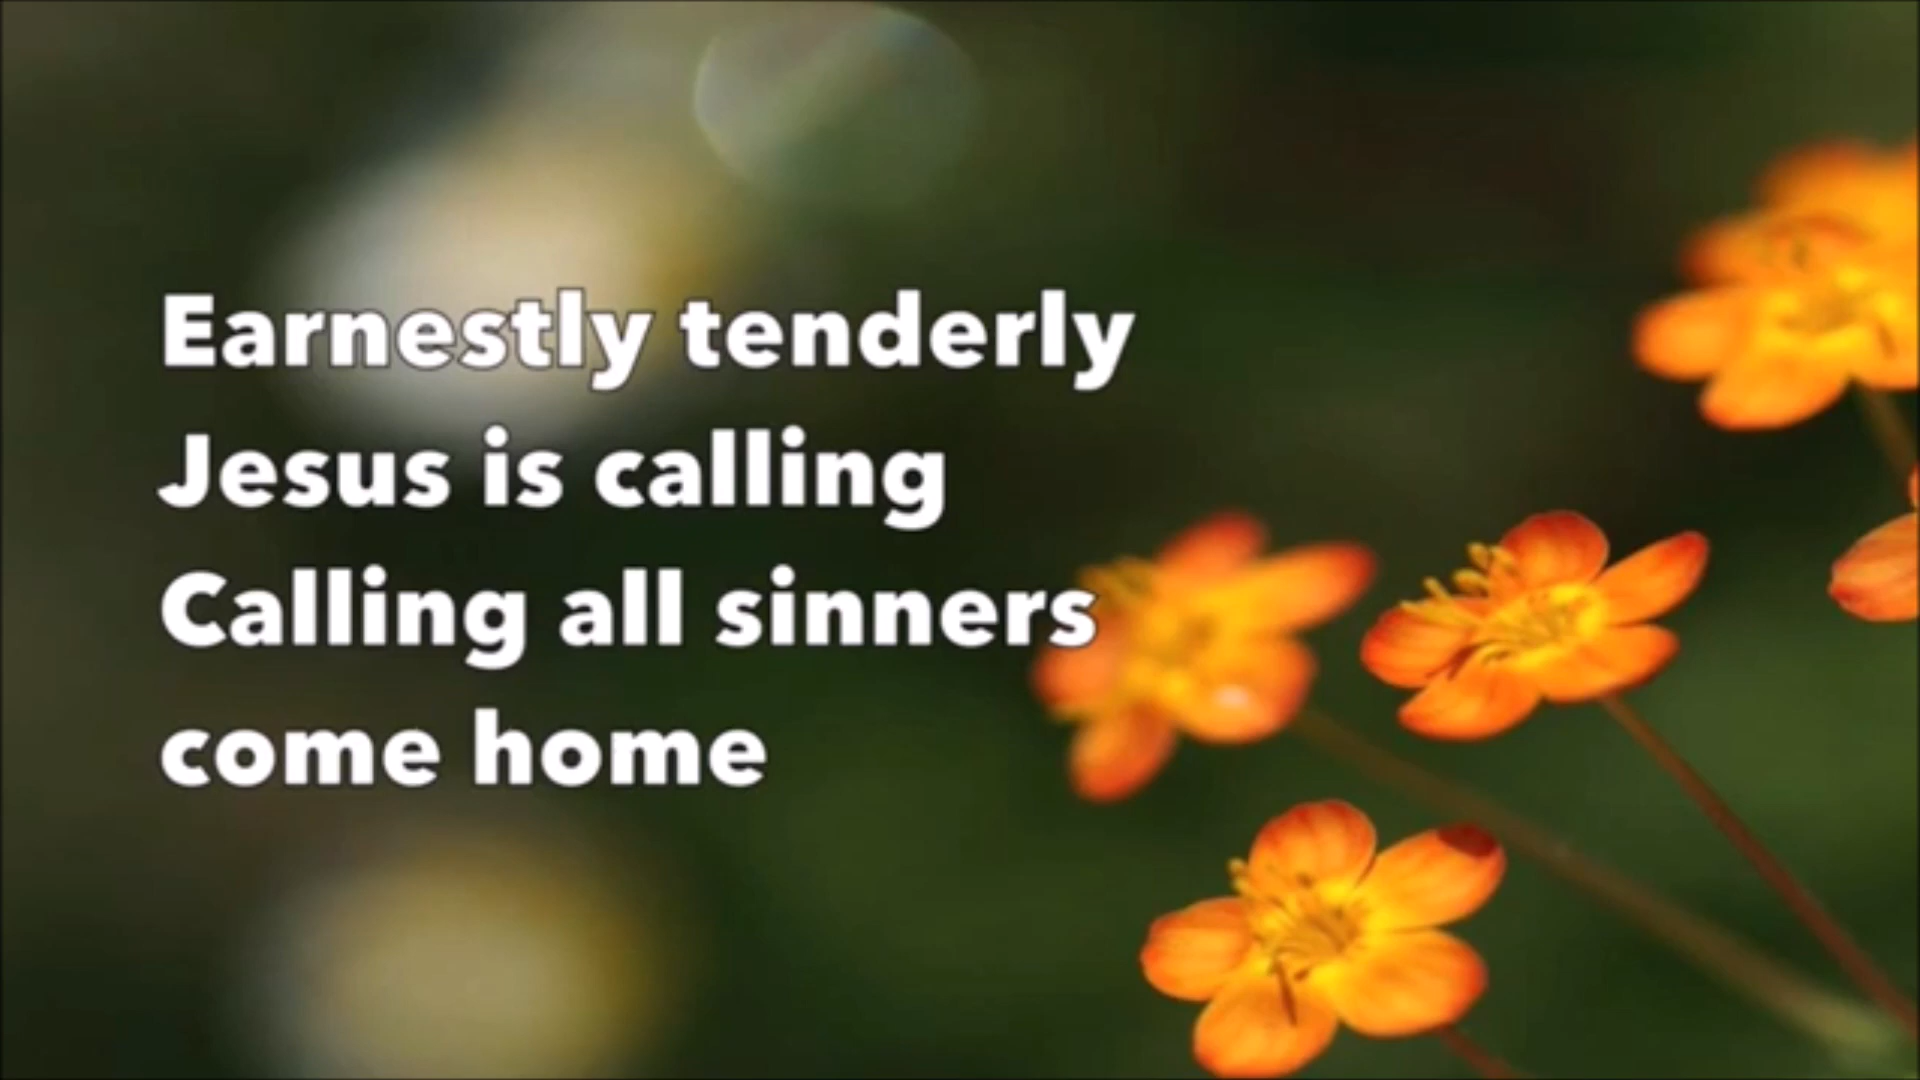 Earnestly tenderly
Jesus is calling
Calling all sinners
come home